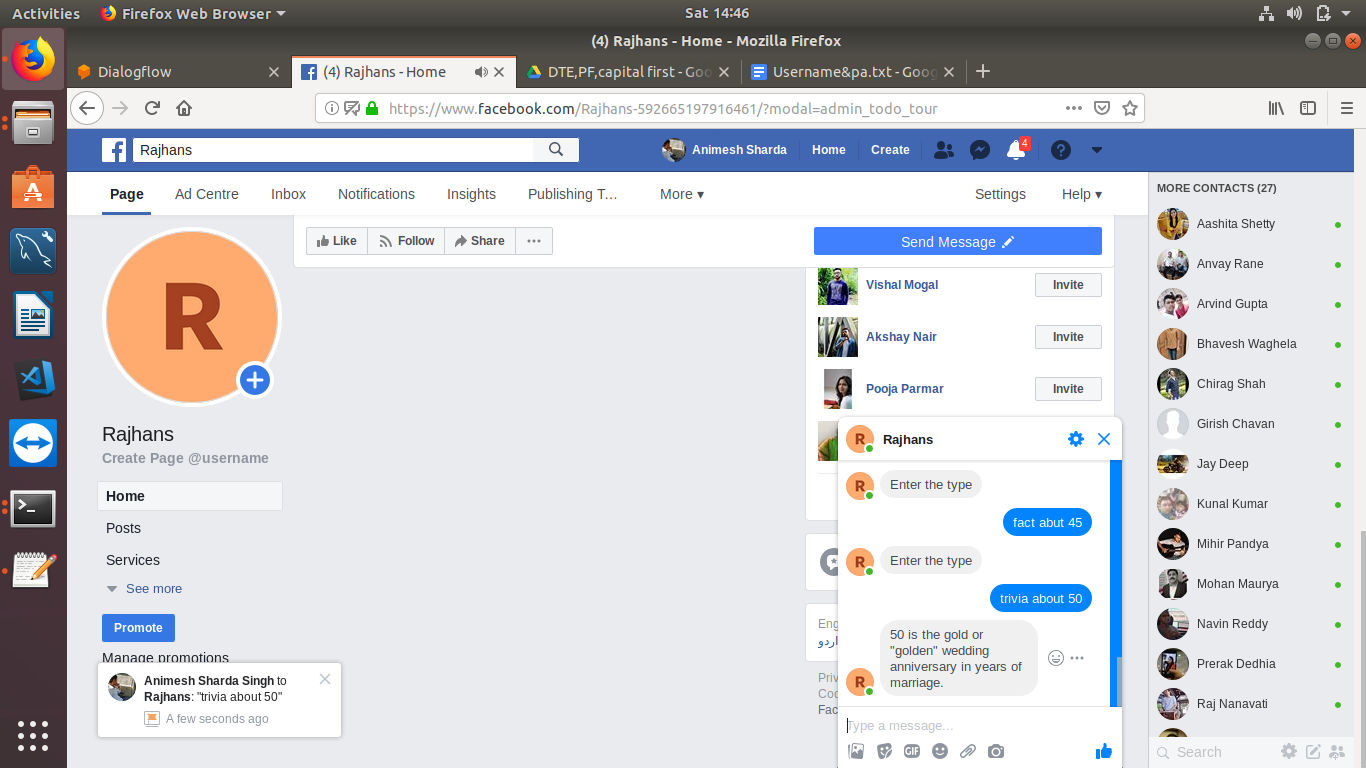 Activities
Firefox Web Browser ▾
Sat 14:46
(4) Rajhans - Home - Mozilla Firefox
Dialogflow
(4) Rajhans - Home
DTE,PF,capital first - Goo
Username&pa.txt - Goog
https://www.facebook.com/Rajhans-592665197916461/?modal=admin_todo_tour
Rajhans
Animesh Sharda
Home
Create
4
Page
Ad Centre
Inbox
Notifications
Insights
Publishing T…
More ▾
Settings
Help ▾
R
Rajhans
Create Page @username
Home
Posts
Services
See more
Promote
Manage promotions
Like
Follow
Share
Send Message
Vishal Mogal
Invite
Akshay Nair
Invite
Pooja Parmar
Invite
Eng
اردو
Priv
Coo
Fac
R
Rajhans
R
Enter the type
fact abut 45
R
Enter the type
trivia about 50
50 is the gold or
"golden" wedding
anniversary in years of
marriage.
R
Type a message...
GIF
Animesh Sharda Singh to
Rajhans: "trivia about 50"
A few seconds ago
MORE CONTACTS (27)
Aashita Shetty
Anvay Rane
Arvind Gupta
Bhavesh Waghela
Chirag Shah
Girish Chavan
Jay Deep
Kunal Kumar
Mihir Pandya
Mohan Maurya
Navin Reddy
Prerak Dedhia
Raj Nanavati
Search